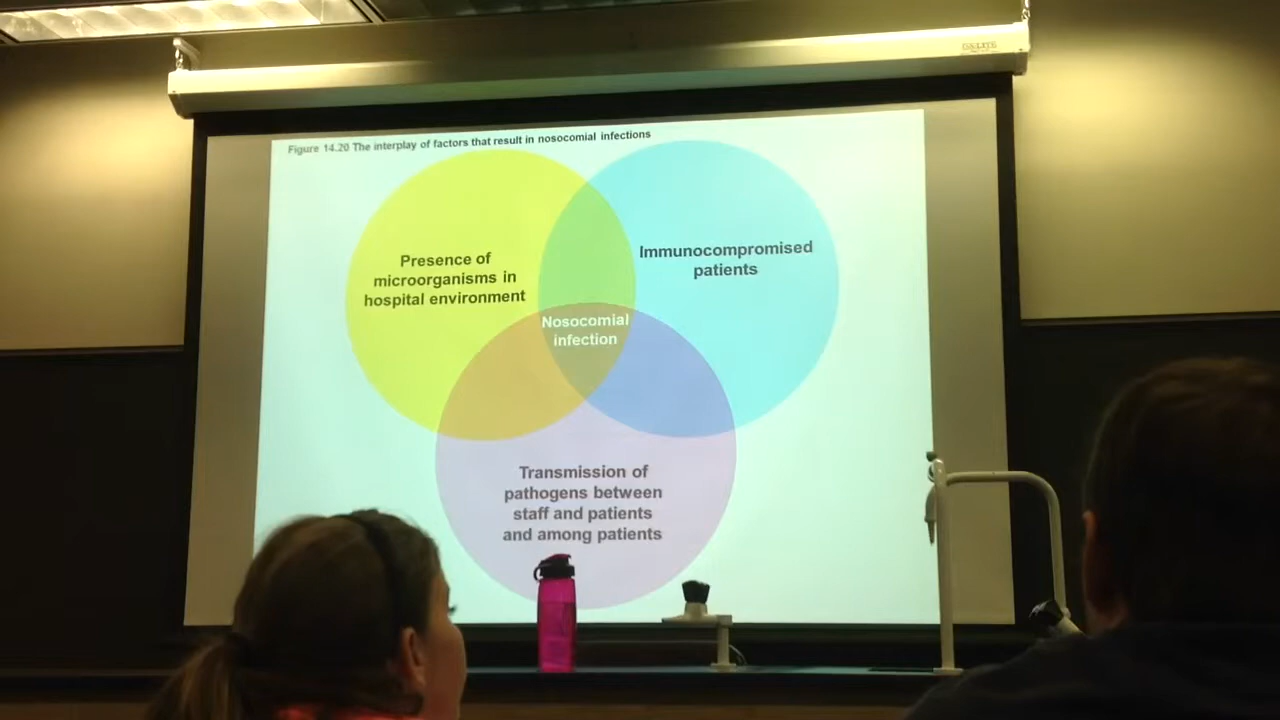 Figure 14.20 The interplay of factors that result in nosocomial infections
Presence of
microorganisms in
hospital environment
Immunocompromised
patients
Nosocomial
infection
Transmission of
pathogens between
staff and patients
and among patients